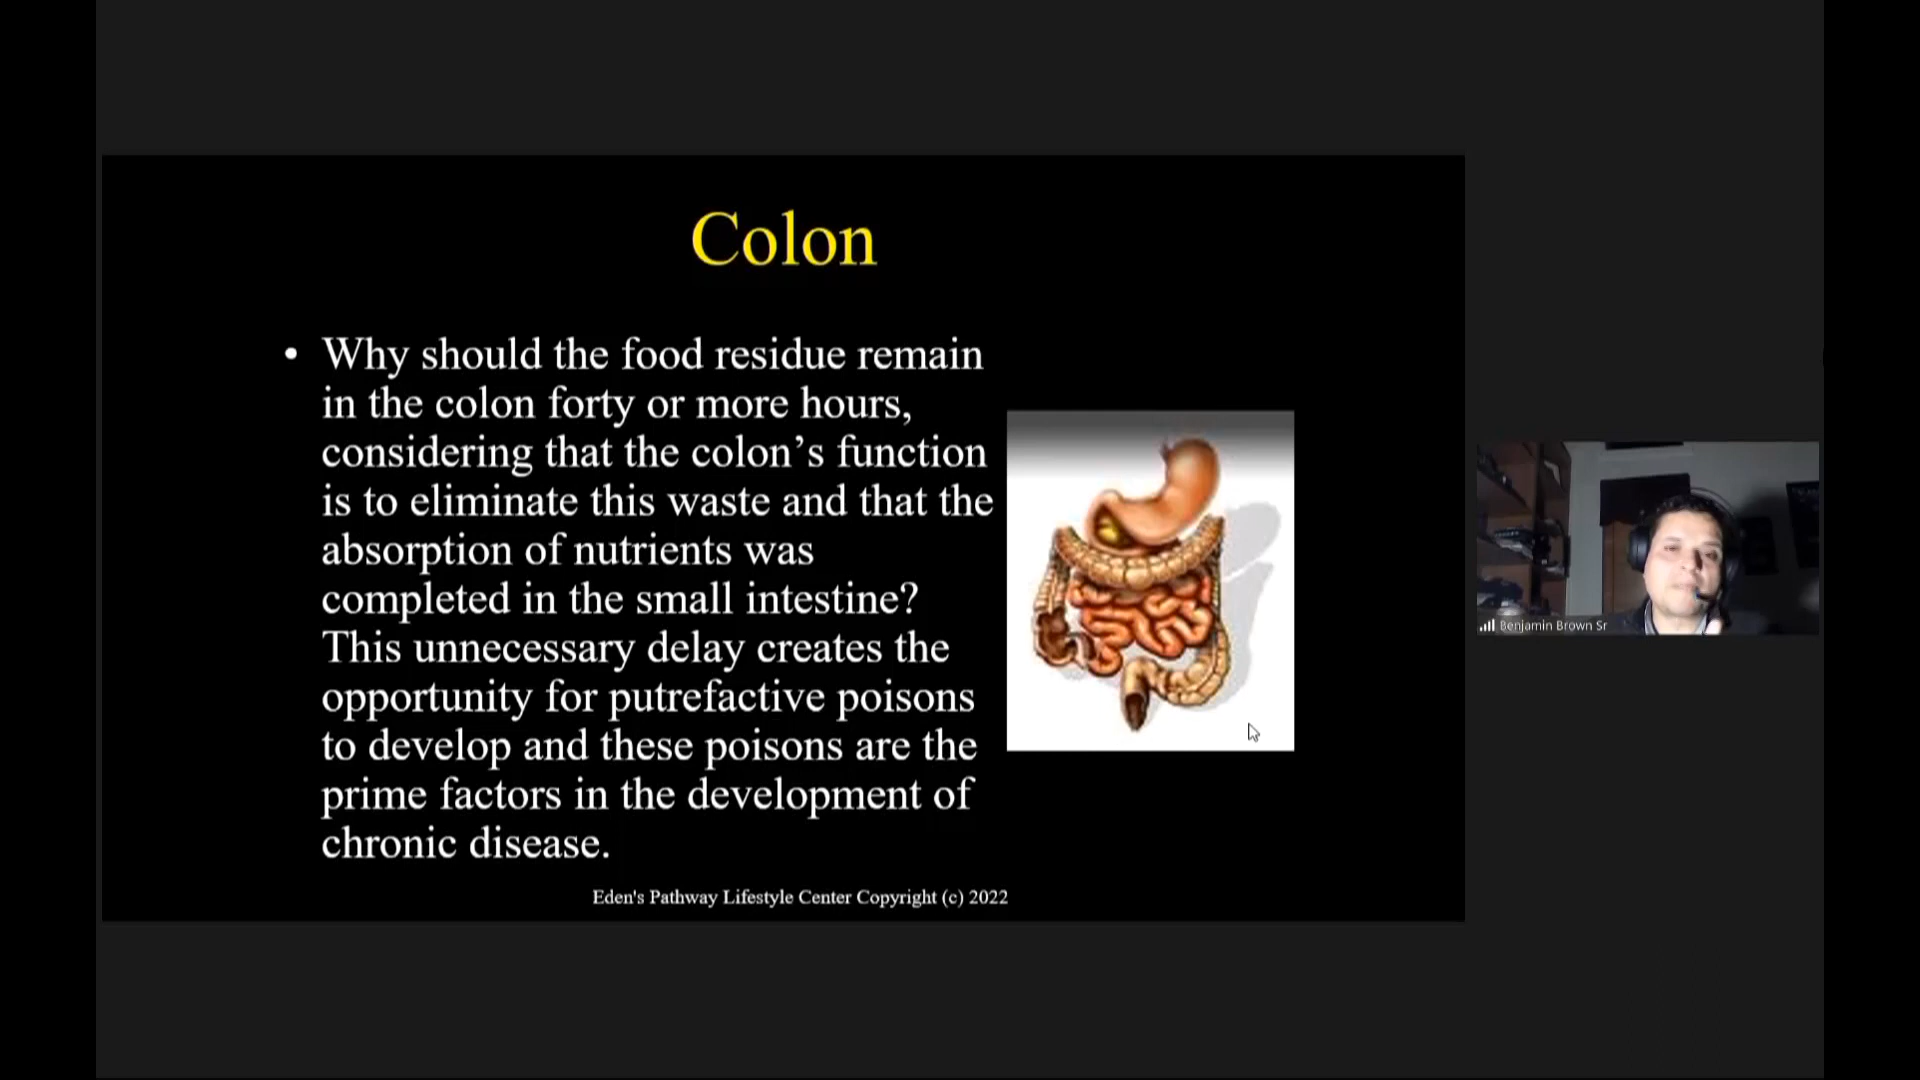 Colon
• Why should the food residue remain
in the colon forty or more hours,
considering that the colon’s function
is to eliminate this waste and that the
absorption of nutrients was
completed in the small intestine?
This unnecessary delay creates the
opportunity for putrefactive poisons
to develop and these poisons are the
prime factors in the development of
chronic disease.
Eden's Pathway Lifestyle Center Copyright (c) 2022
Benjamin Brown Sr